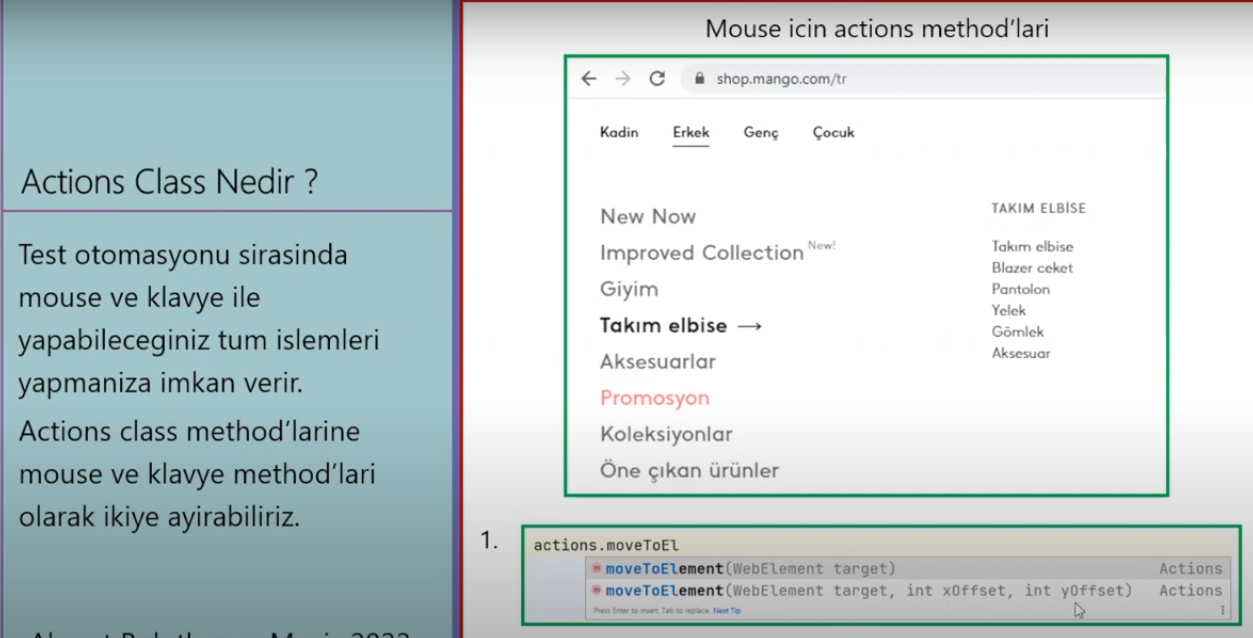 Actions Class Nedir ?
Test otomasyonu sirasinda
mouse ve klavye ile
yapabileceginiz tum islemleri
yapmaniza imkan verir.
Actions class method'larine
mouse ve klavye method'lari
olarak ikiye ayirabiliriz.
Mouse icin actions method'lari
shop.mango.com/tr
Kadin Erkek Genç Çocuk
New Now
Improved Collection New!
Giyim
Takım elbise →
Aksesuarlar
Promosyon
Koleksiyonlar
Öne çıkan ürünler
TAKIM ELBİSE
Takım elbise
Blazer ceket
Pantolon
Yelek
Gömlek
Aksesuar
1.
actions.moveToEl
m moveToElement(WebElement target) Actions
m moveToElement(WebElement target, int xOffset, int yOffset) Actions
Press Enter to insert, Tab to replace Next Tip